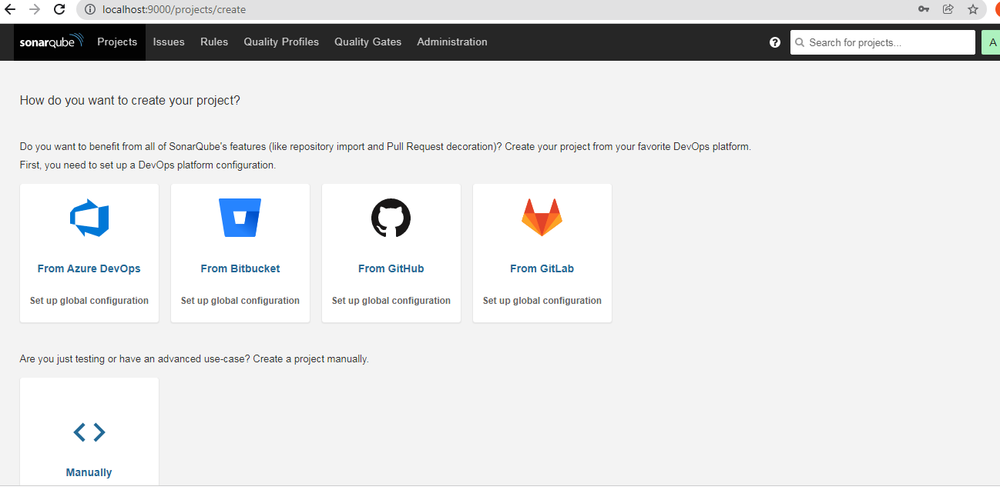 localhost:9000/projects/create
sonarqube Projects Issues Rules Quality Profiles Quality Gates Administration ? Search for projects... A
How do you want to create your project?
Do you want to benefit from all of SonarQube's features (like repository import and Pull Request decoration)? Create your project from your favorite DevOps platform.
First, you need to set up a DevOps platform configuration.
From Azure DevOps From Bitbucket From GitHub From GitLab
Set up global configuration Set up global configuration Set up global configuration Set up global configuration
Are you just testing or have an advanced use-case? Create a project manually.
Manually